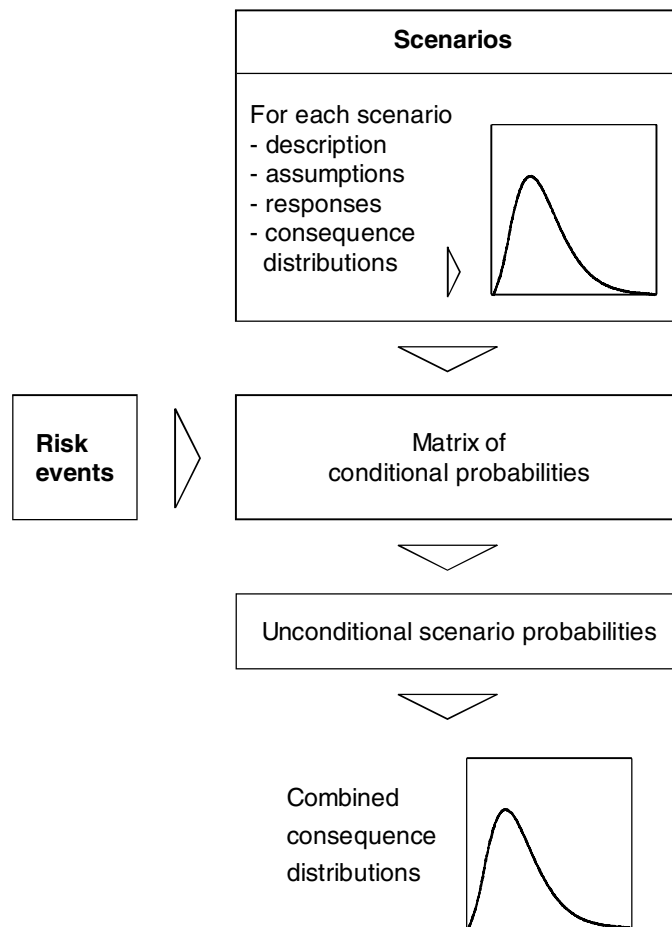 Scenarios
For each scenario
- description
- assumptions
- responses
- consequence
distributions
Risk
events
Matrix of
conditional probabilities
Unconditional scenario probabilities
Combined
consequence
distributions